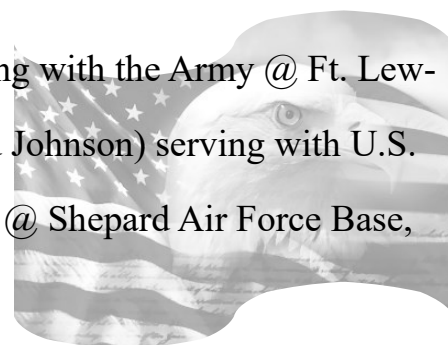 ng with the Army @ Ft. Lew-
Johnson) serving with U.S.
@ Shepard Air Force Base,